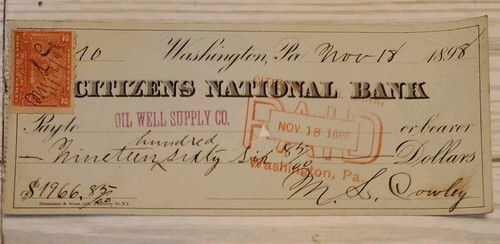 Washington, Pa. Nov 18 1898
CITIZENS NATIONAL BANK
Pay to OIL WELL SUPPLY CO. or bearer
hundred
Nineteen sixty six 85/100 Dollars
PAID
NOV 18 1898
Washington, Pa.
$1966.85/100
M. L. Cowley